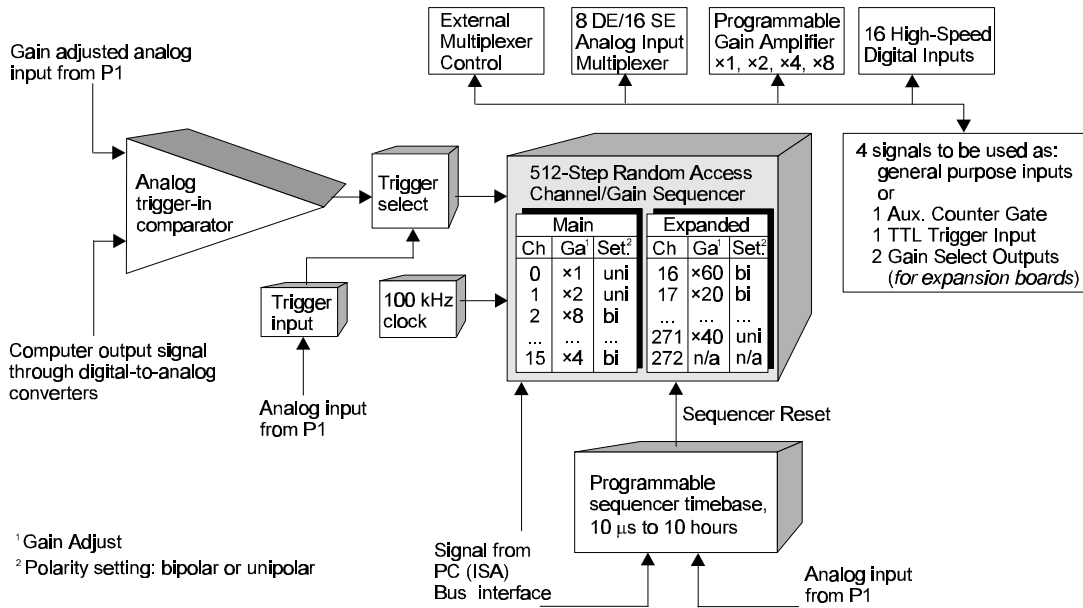 Gain adjusted analog
input from P1
External
Multiplexer
Control
8 DE/16 SE
Analog Input
Multiplexer
Programmable
Gain Amplifier
×1, ×2, ×4, ×8
16 High-Speed
Digital Inputs
Analog
trigger-in
comparator
Trigger
select
512-Step Random Access
Channel/Gain Sequencer
Main
Ch Ga¹ Set.²
0 ×1 uni
1 ×2 uni
2 ×8 bi
... ...
15 ×4 bi
Expanded
Ch Ga¹ Set.²
16 ×60 bi
17 ×20 bi
... ... ...
271 ×40 uni
272 n/a n/a
4 signals to be used as:
general purpose inputs
or
1 Aux. Counter Gate
1 TTL Trigger Input
2 Gain Select Outputs
(for expansion boards)
Trigger
input
100 kHz
clock
Computer output signal
through digital-to-analog
converters
Analog input
from P1
Sequencer Reset
Programmable
sequencer timebase,
10 µs to 10 hours
¹ Gain Adjust
² Polarity setting: bipolar or unipolar
Signal from
PC (ISA)
Bus interface
Analog input
from P1